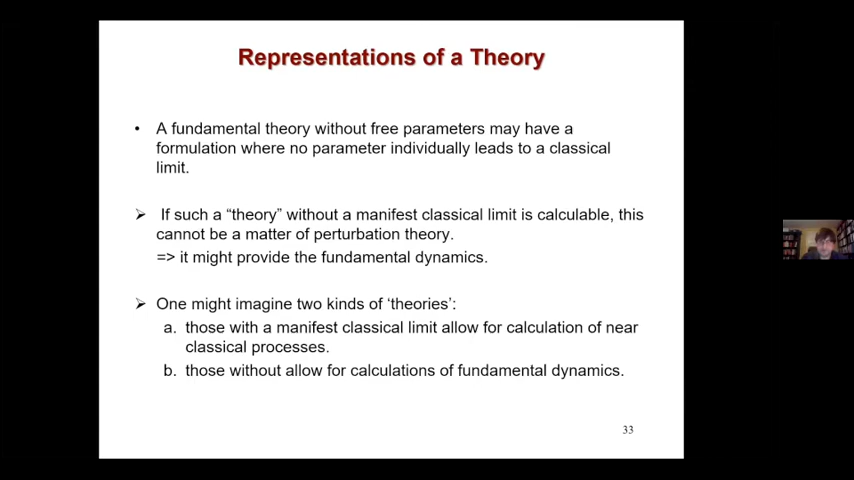 Representations of a Theory
• A fundamental theory without free parameters may have a
formulation where no parameter individually leads to a classical
limit.
➢ If such a “theory” without a manifest classical limit is calculable, this
cannot be a matter of perturbation theory.
=> it might provide the fundamental dynamics.
➢ One might imagine two kinds of ‘theories’:
a. those with a manifest classical limit allow for calculation of near
classical processes.
b. those without allow for calculations of fundamental dynamics.
33